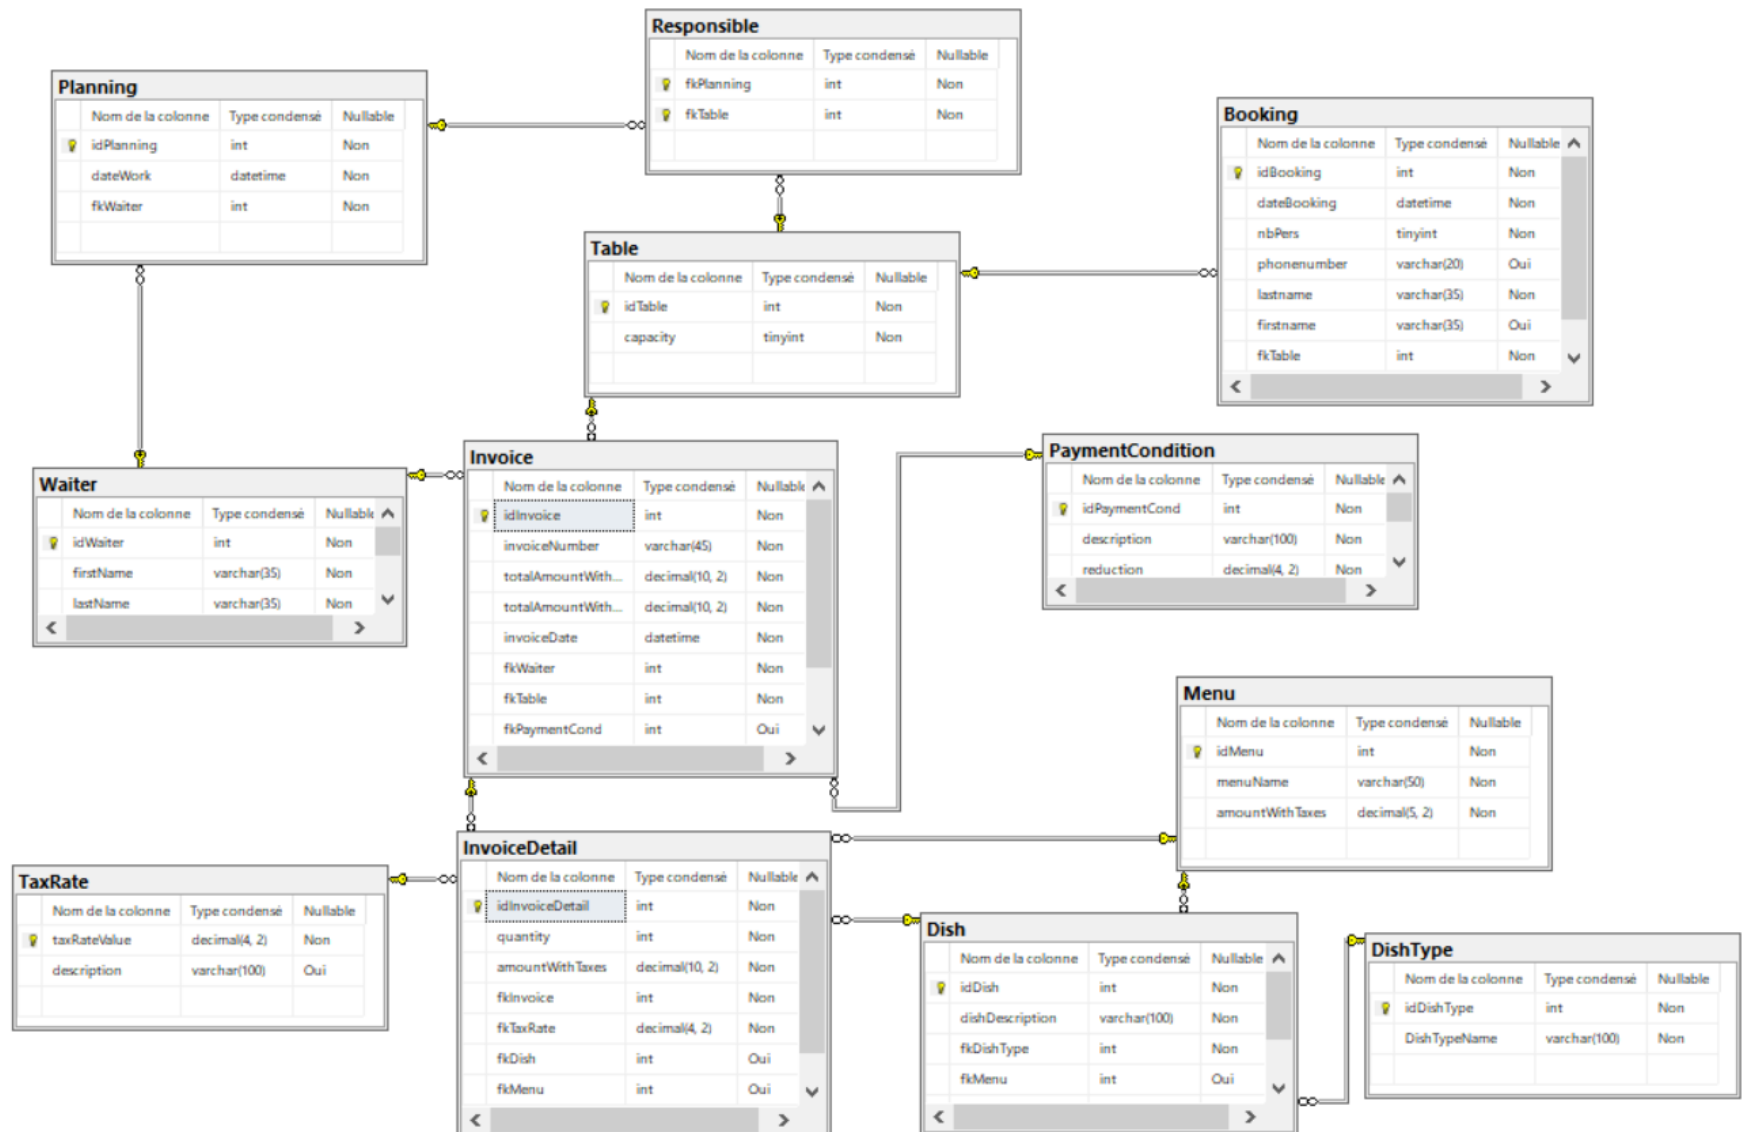 Responsible
Nom de la colonne Type condensé Nullable
fkPlanning int Non
fkTable int Non
Planning
Nom de la colonne Type condensé Nullable
idPlanning int Non
dateWork datetime Non
fkWaiter int Non
Booking
Nom de la colonne Type condensé Nullable
idBooking int Non
dateBooking datetime Non
nbPers tinyint Non
phonenumber varchar(20) Oui
lastname varchar(35) Non
firstname varchar(35) Oui
fkTable int Non
Table
Nom de la colonne Type condensé Nullable
idTable int Non
capacity tinyint Non
Invoice
Nom de la colonne Type condensé Nullable
idInvoice int Non
invoiceNumber varchar(45) Non
totalAmountWith... decimal(10, 2) Non
totalAmountWith... decimal(10, 2) Non
invoiceDate datetime Non
fkWaiter int Non
fkTable int Non
fkPaymentCond int Oui
PaymentCondition
Nom de la colonne Type condensé Nullable
idPaymentCond int Non
description varchar(100) Non
reduction decimal(4, 2) Non
Waiter
Nom de la colonne Type condensé Nullable
idWaiter int Non
firstName varchar(35) Non
lastName varchar(35) Non
Menu
Nom de la colonne Type condensé Nullable
idMenu int Non
menuName varchar(50) Non
amountWithTaxes decimal(5, 2) Non
InvoiceDetail
Nom de la colonne Type condensé Nullable
idInvoiceDetail int Non
quantity int Non
amountWithTaxes decimal(10, 2) Non
fkInvoice int Non
fkTaxRate decimal(4, 2) Non
fkDish int Oui
fkMenu int Oui
TaxRate
Nom de la colonne Type condensé Nullable
taxRateValue decimal(4, 2) Non
description varchar(100) Oui
Dish
Nom de la colonne Type condensé Nullable
idDish int Non
dishDescription varchar(100) Non
fkDishType int Non
fkMenu int Oui
DishType
Nom de la colonne Type condensé Nullable
idDishType int Non
DishTypeName varchar(100) Non